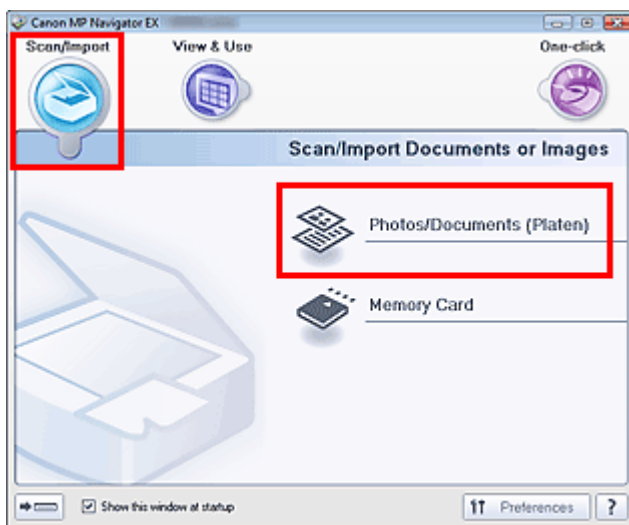 Canon MP Navigator EX
Scan/Import
View & Use
One-click
Scan/Import Documents or Images
Photos/Documents (Platen)
Memory Card
Show this window at startup
Preferences
?